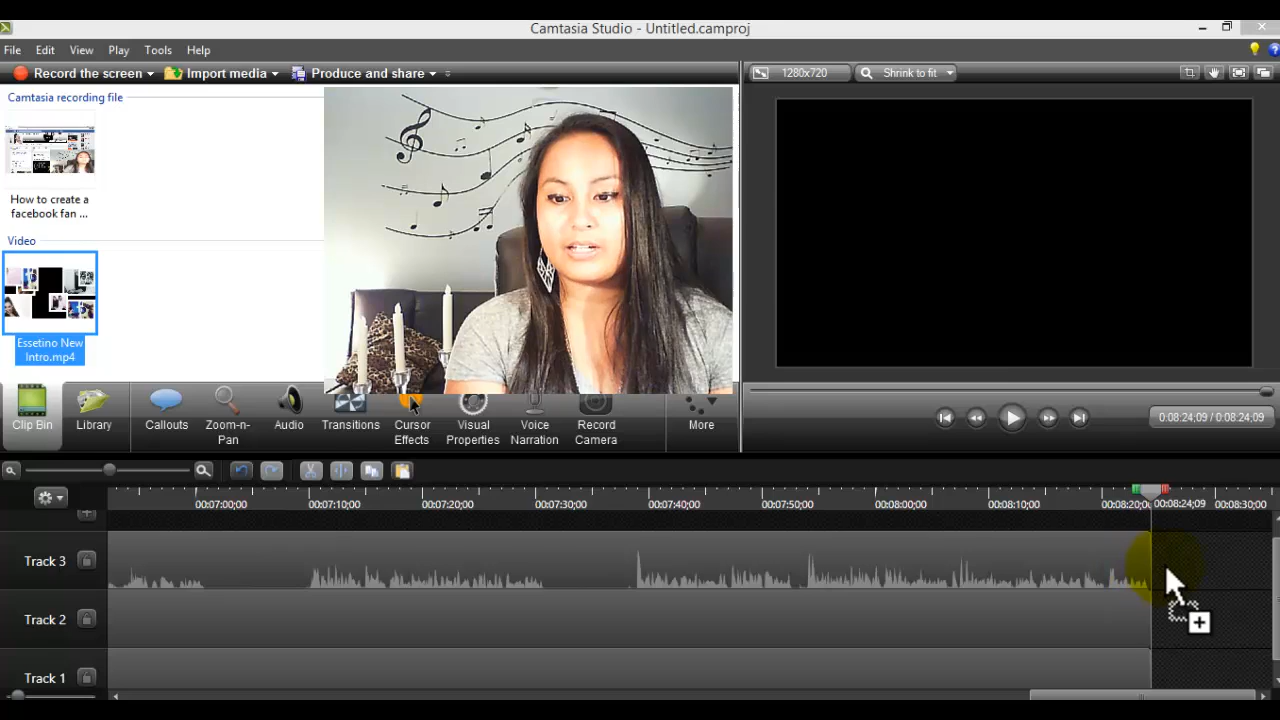 Camtasia Studio - Untitled.camproj
File Edit View Play Tools Help
Record the screen Import media Produce and share
1280x720 Shrink to fit
Camtasia recording file
How to create a
facebook fan ...
Video
Essetino New
Intro.mp4
Clip Bin Library Callouts Zoom-n-
Pan Audio Transitions Cursor
Effects Visual
Properties Voice
Narration Record
Camera More
0:08:24;09 / 0:08:24;09
00:07:00;00 00:07:10;00 00:07:20;00 00:07:30;00 00:07:40;00 00:07:50;00 00:08:00;00 00:08:10;00 00:08:20;0 00:08:24;09 00:08:30;00
Track 3
Track 2
Track 1